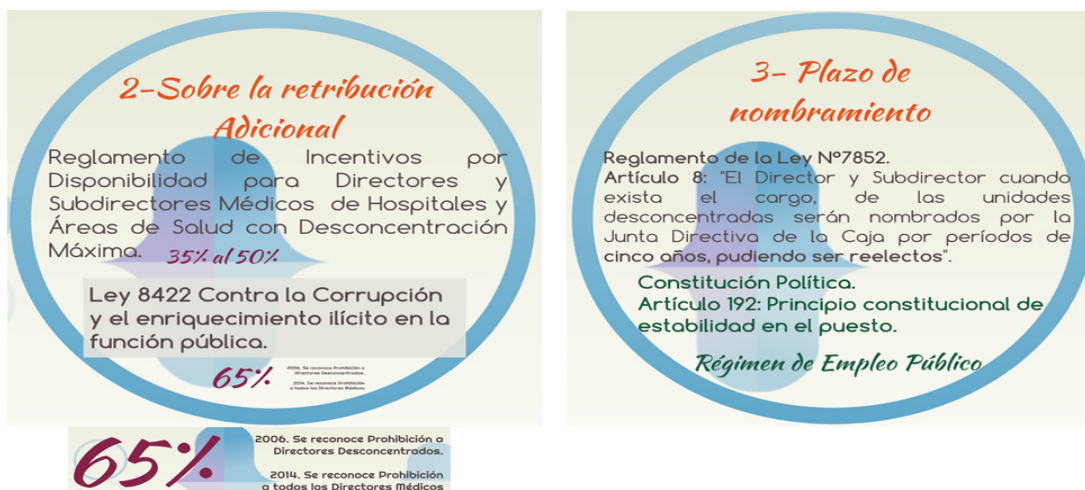 2-Sobre la retribución
Adicional
Reglamento de Incentivos por
Disponibilidad para Directores y
Subdirectores Médicos de Hospitales y
Áreas de Salud con Desconcentración
Máxima. 35% al 50%
Ley 8422 Contra la Corrupción
y el enriquecimiento ilícito en la
función pública.
65%
2006. Se reconoce Prohibición a
Directores Desconcentrados.
2014. Se reconoce Prohibición
a todos los Directores Médicos
65%
2006. Se reconoce Prohibición a
Directores Desconcentrados.
2014. Se reconoce Prohibición
a todos los Directores Médicos
3- Plazo de
nombramiento
Reglamento de la Ley Nº7852.
Artículo 8: "El Director y Subdirector cuando
exista el cargo, de las unidades
desconcentradas serán nombrados por la
Junta Directiva de la Caja por períodos de
cinco años, pudiendo ser reelectos".
Constitución Política.
Artículo 192: Principio constitucional de
estabilidad en el puesto.
Régimen de Empleo Público